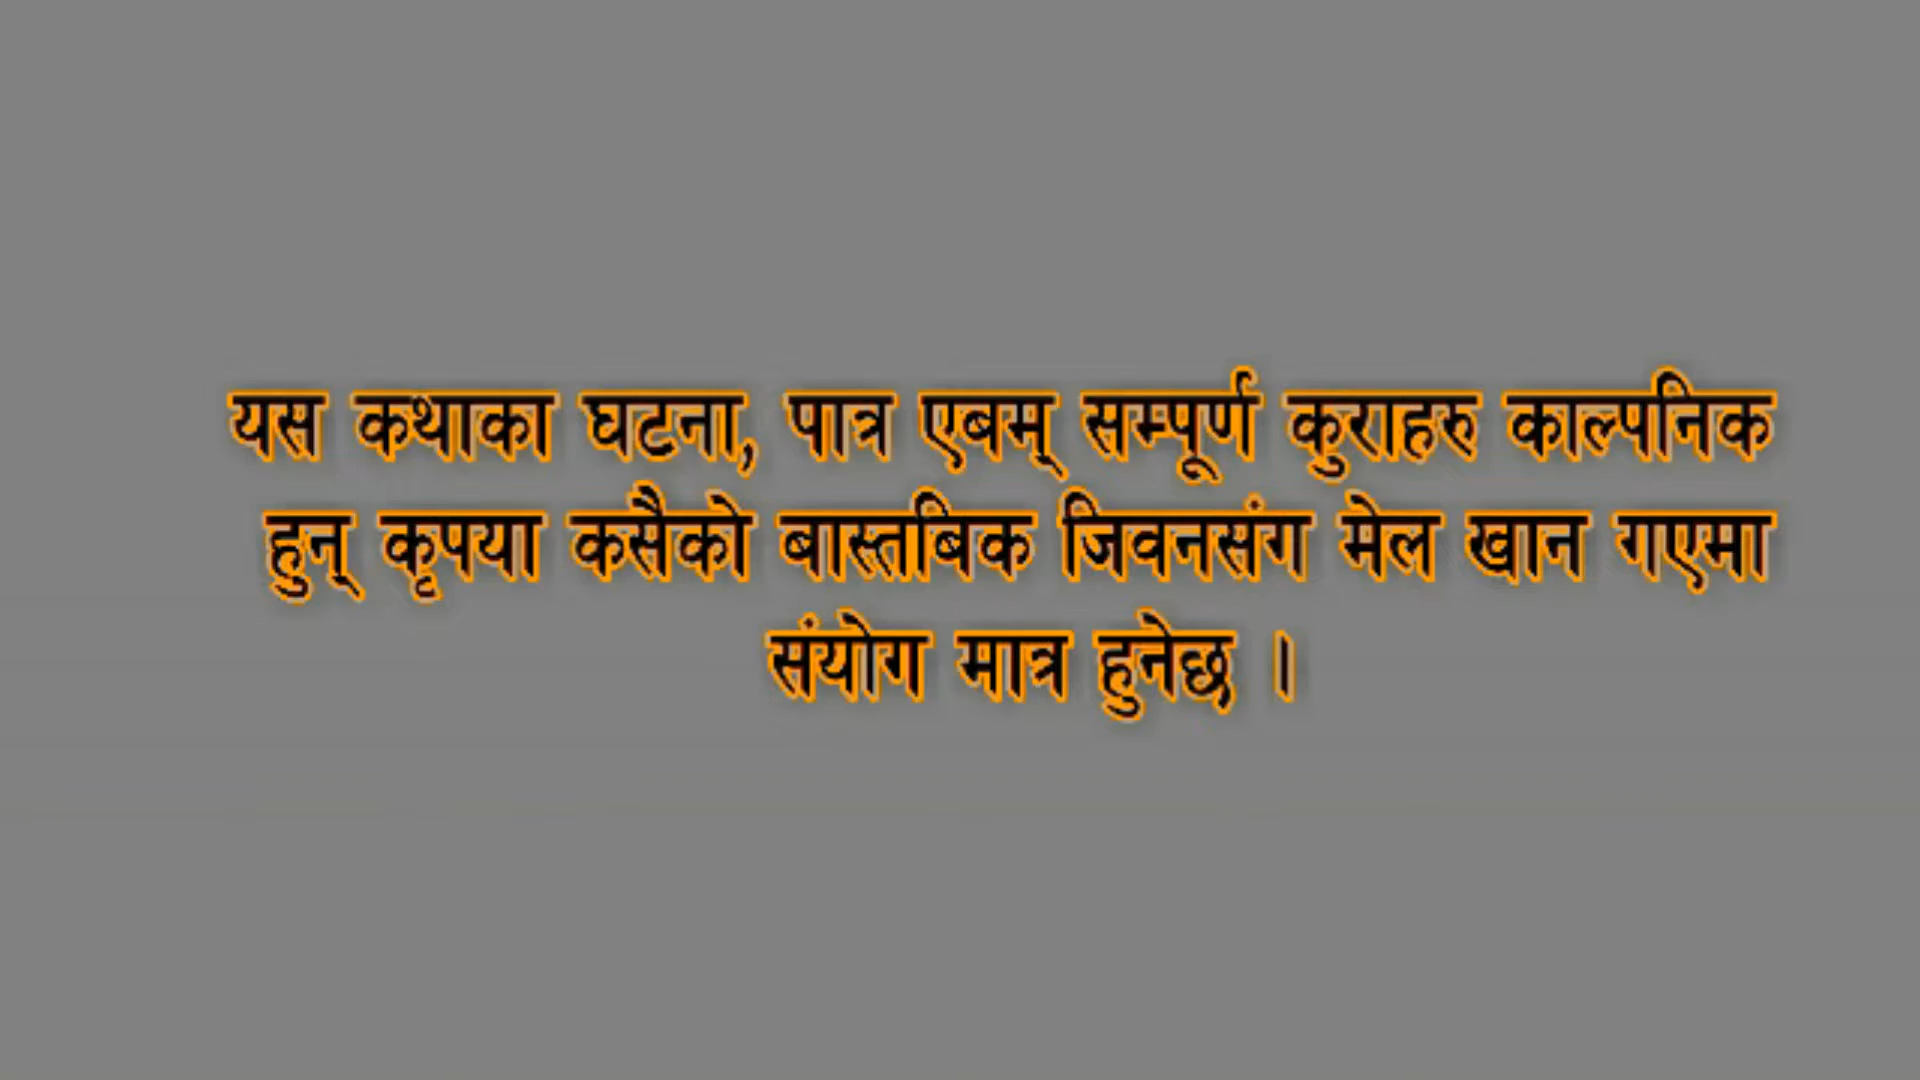 यस कथाका घटना, पात्र एबम् सम्पूर्ण कुराहरु काल्पनिक
हुन् कृपया कसैको बास्तबिक जिवनसंग मेल खान गएमा
संयोग मात्र हुनेछ ।